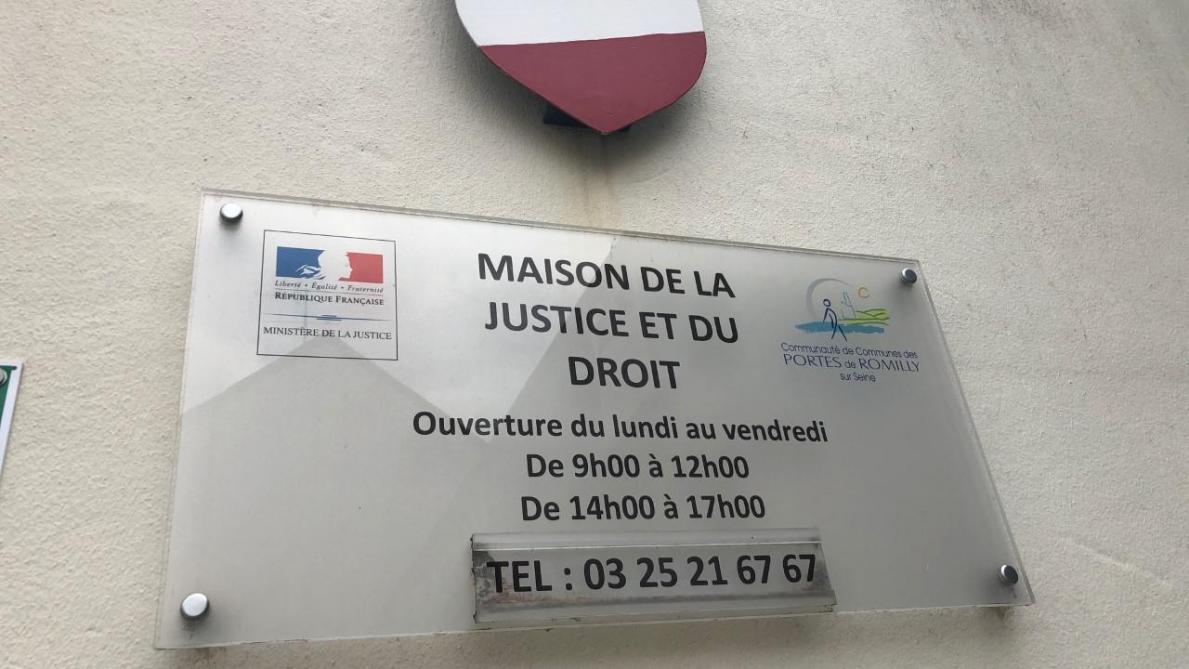 Liberté • Égalité • Fraternité
RÉPUBLIQUE FRANÇAISE
MINISTÈRE DE LA JUSTICE
MAISON DE LA
JUSTICE ET DU
DROIT
Communauté de Communes des
PORTES de ROMILLY
sur Seine
Ouverture du lundi au vendredi
De 9h00 à 12h00
De 14h00 à 17h00
TEL : 03 25 21 67 67